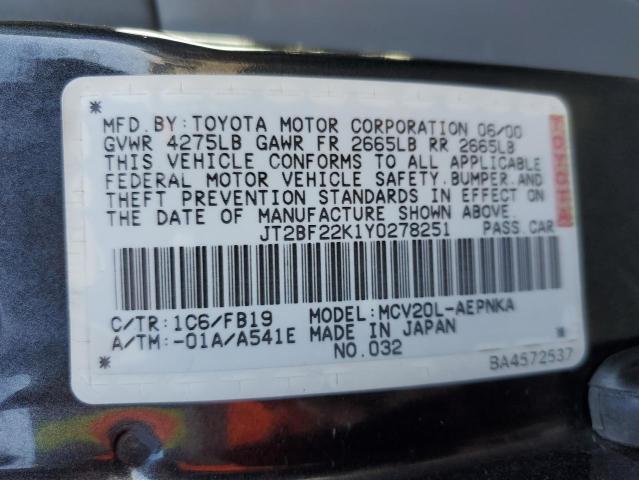 MFD.BY:TOYOTA MOTOR CORPORATION 06/00
GVWR 4275LB GAWR FR 2665LB RR 2665LB
THIS VEHICLE CONFORMS TO ALL APPLICABLE
FEDERAL MOTOR VEHICLE SAFETY,BUMPER,AND
THEFT PREVENTION STANDARDS IN EFFECT ON
THE DATE OF MANUFACTURE SHOWN ABOVE.
JT2BF22K1Y0278251 PASS.CAR
C/TR:1C6/FB19 MODEL:MCV20L-AEPNKA
A/TM:-01A/A541E MADE IN JAPAN
NO.032 BA4572537